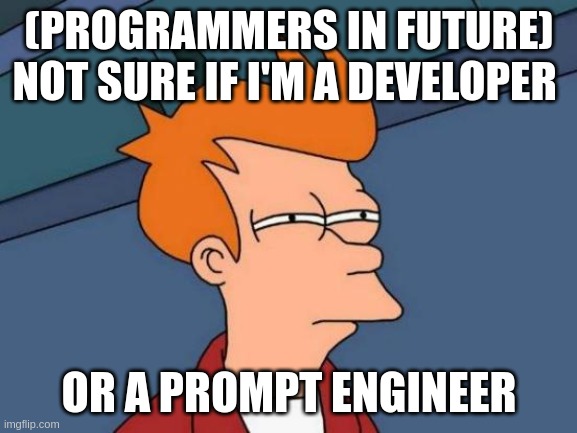 (PROGRAMMERS IN FUTURE)
NOT SURE IF I'M A DEVELOPER
OR A PROMPT ENGINEER
imgflip.com